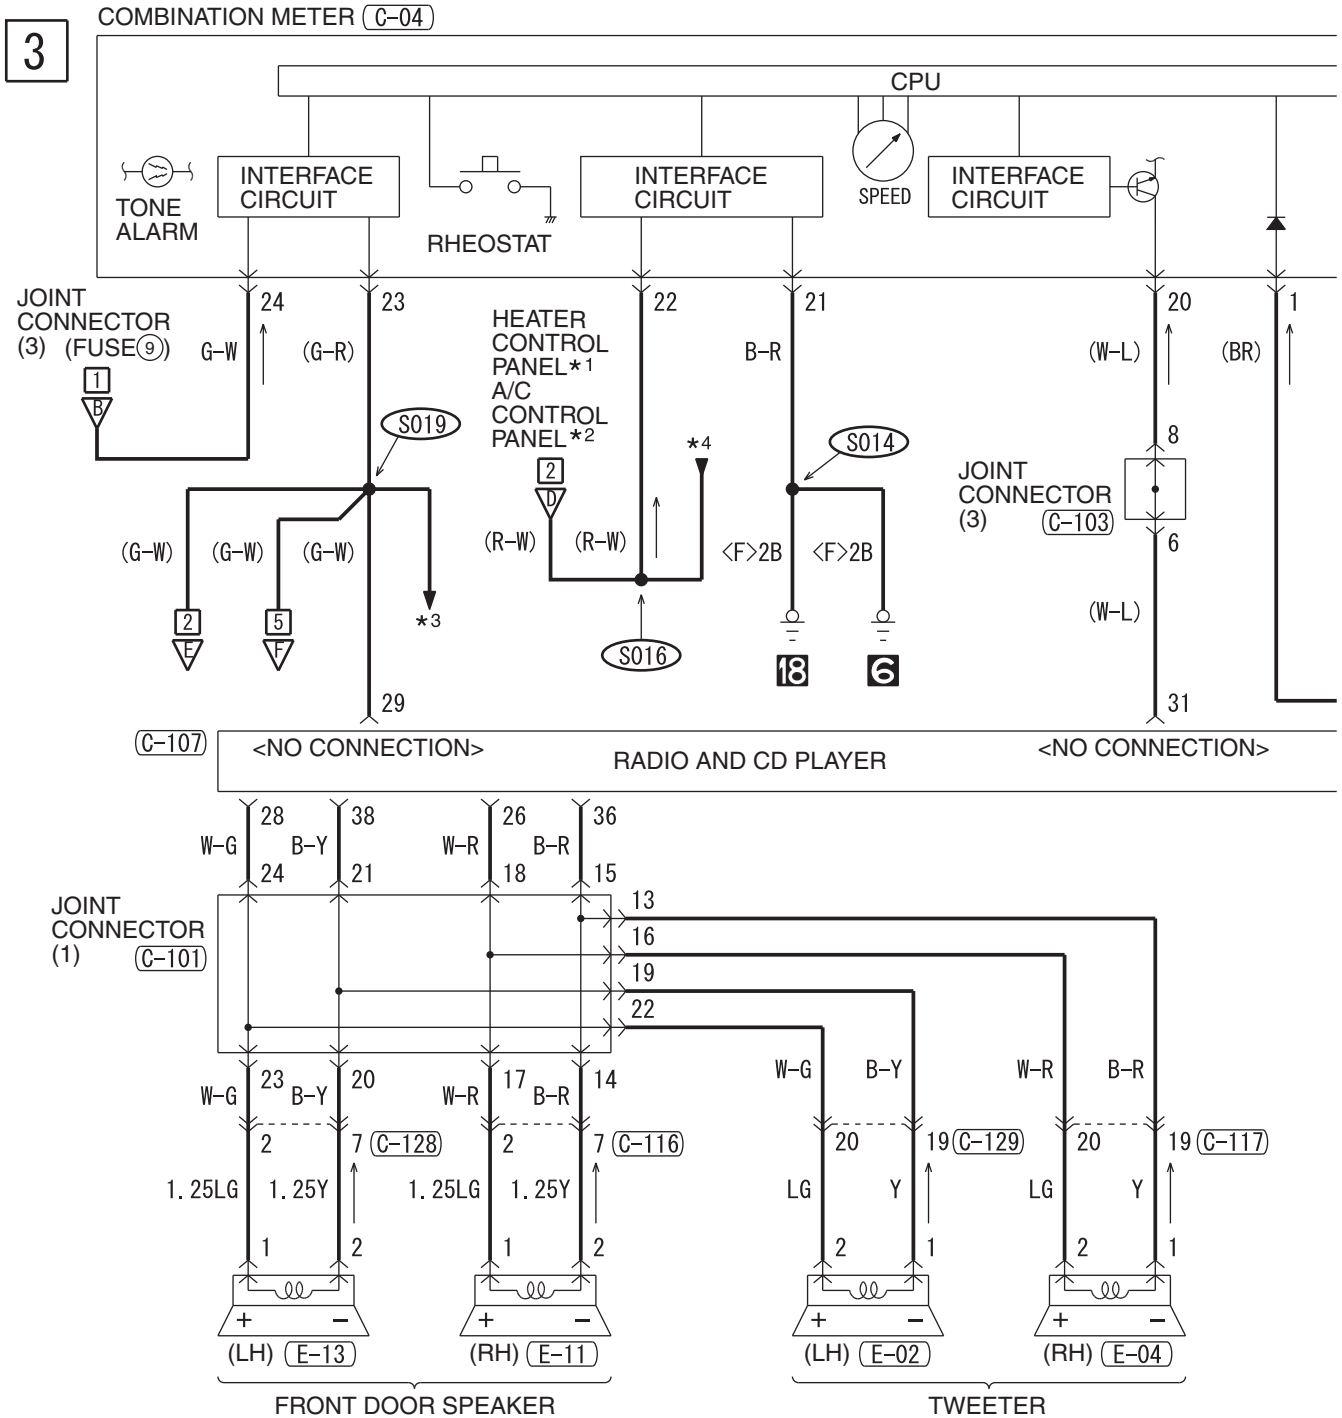 COMBINATION METER C-04
3
CPU
INTERFACE CIRCUIT
INTERFACE CIRCUIT
SPEED
INTERFACE CIRCUIT
TONE ALARM
RHEOSTAT
JOINT CONNECTOR (3) (FUSE⑨)
24
23
22
21
20
1
G-W
(G-R)
HEATER CONTROL PANEL*1
A/C CONTROL PANEL*2
B-R
(W-L)
(BR)
1
B
S019
*4
S014
8
JOINT CONNECTOR (3) C-103
2
D
6
(G-W)
(G-W)
(G-W)
(R-W)
(R-W)
<F>2B
<F>2B
(W-L)
2
E
5
F
*3
S016
18
6
29
31
C-107
<NO CONNECTION>
RADIO AND CD PLAYER
<NO CONNECTION>
28
38
26
36
W-G
B-Y
W-R
B-R
24
21
18
15
JOINT CONNECTOR (1) C-101
13
16
19
22
23
20
17
14
W-G
B-Y
W-R
B-R
W-G
B-Y
W-R
B-R
2
7 C-128
2
7 C-116
20
19 C-129
20
19 C-117
1.25LG
1.25Y
1.25LG
1.25Y
LG
Y
LG
Y
1
2
1
2
2
1
2
1
+ −
+ −
+ −
+ −
(LH) E-13
(RH) E-11
(LH) E-02
(RH) E-04
FRONT DOOR SPEAKER
TWEETER